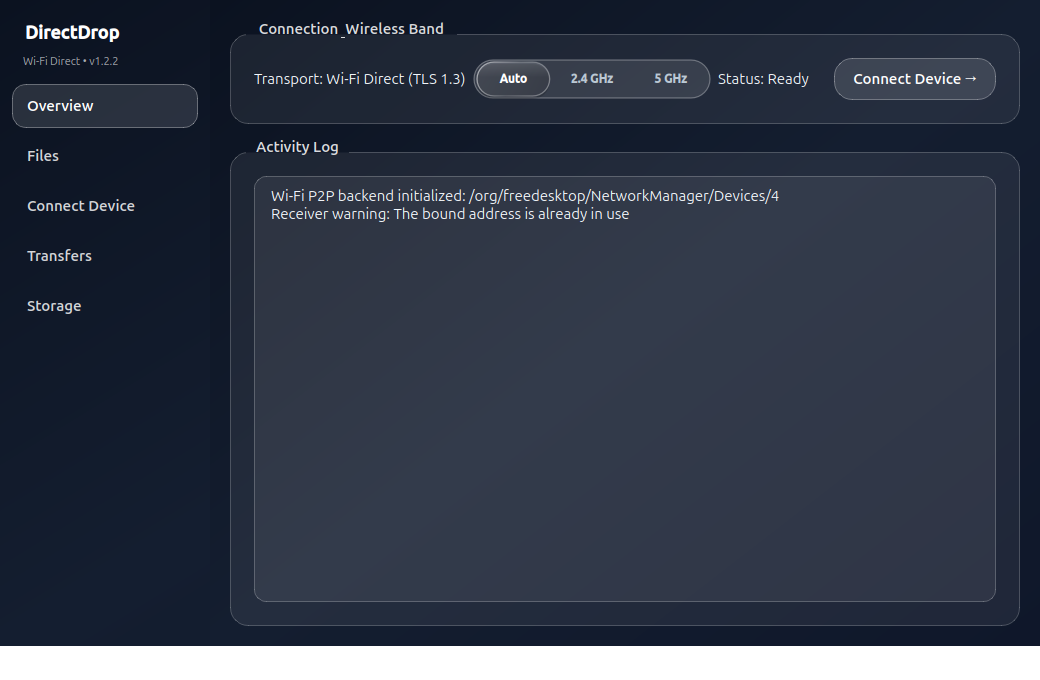 DirectDrop
Wi-Fi Direct • v1.2.2
Overview
Files
Connect Device
Transfers
Storage
Connection_Wireless Band
Transport: Wi-Fi Direct (TLS 1.3)
Auto
2.4 GHz
5 GHz
Status: Ready
Connect Device →
Activity Log
Wi-Fi P2P backend initialized: /org/freedesktop/NetworkManager/Devices/4
Receiver warning: The bound address is already in use